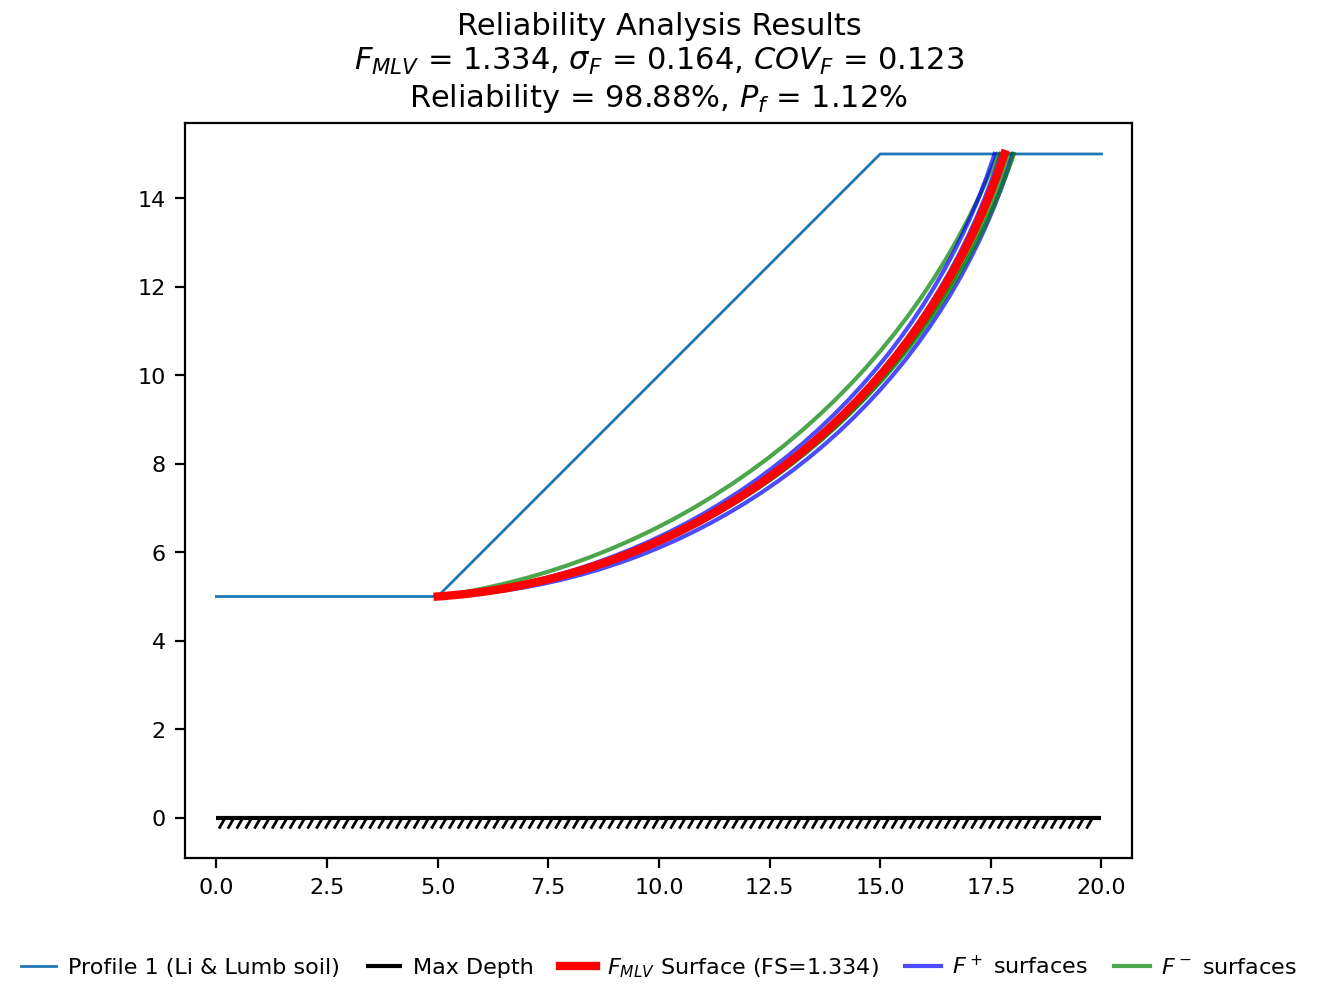 Reliability Analysis Results
F_MLV = 1.334, σ_F = 0.164, COV_F = 0.123
Reliability = 98.88%, P_f = 1.12%
14
12
10
8
6
4
2
0
0.0 2.5 5.0 7.5 10.0 12.5 15.0 17.5 20.0
Profile 1 (Li & Lumb soil) Max Depth F_MLV Surface (FS=1.334) F⁺ surfaces F⁻ surfaces